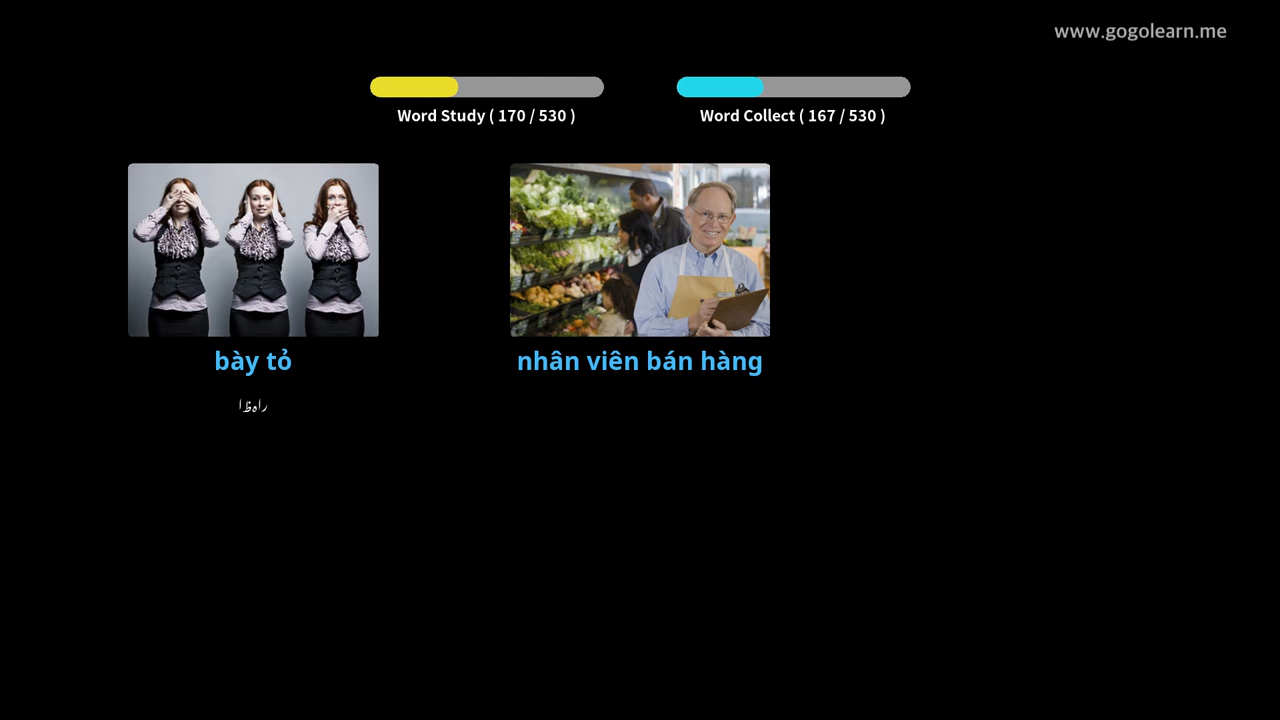 www.gogolearn.me
Word Study ( 170 / 530 )
Word Collect ( 167 / 530 )
bày tỏ
nhân viên bán hàng
اظہار